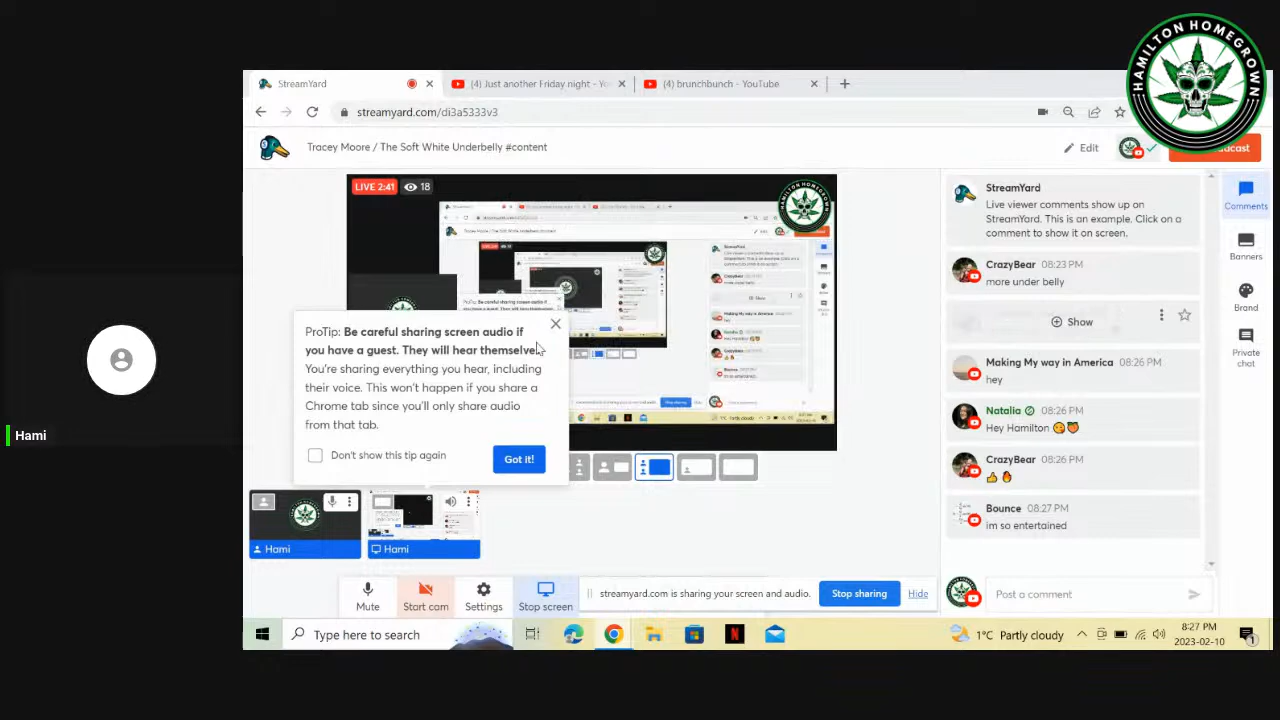 HAMILTON HOMEGROWN
StreamYard
(4) Just another Friday night - Yo
(4) brunchbunch - YouTube
streamyard.com/di3a5333v3
Tracey Moore / The Soft White Underbelly #content
Edit
LIVE 2:41
18
StreamYard
Live viewer comments show up on
StreamYard. This is an example. Click on a
comment to show it on screen.
CrazyBear 08:23 PM
more under belly
Show
Making My way in America 08:26 PM
hey
Natalia 08:26 PM
Hey Hamilton 😋🍑
CrazyBear 08:26 PM
👍🔥
Bounce 08:27 PM
im so entertained
Comments
Banners
Brand
Private
chat
ProTip: Be careful sharing screen audio if
you have a guest. They will hear themselve
You're sharing everything you hear, including
their voice. This won't happen if you share a
Chrome tab since you'll only share audio
from that tab.
Don't show this tip again
Got it!
Hami
Hami
Hami
Mute
Start cam
Settings
Stop screen
streamyard.com is sharing your screen and audio.
Stop sharing
Hide
Post a comment
Type here to search
1°C Partly cloudy
8:27 PM
2023-02-10
1